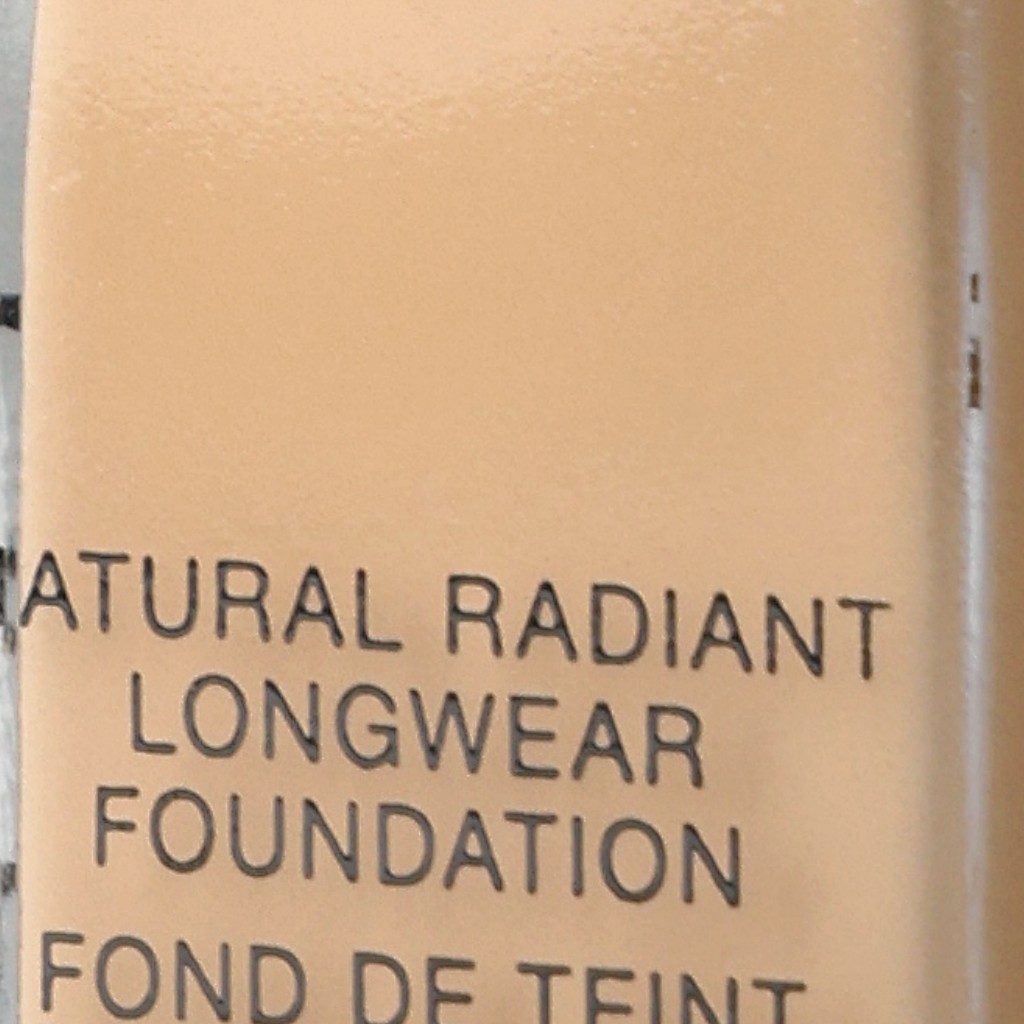 ATURAL RADIANT
LONGWEAR
FOUNDATION
FOND DE TEINT